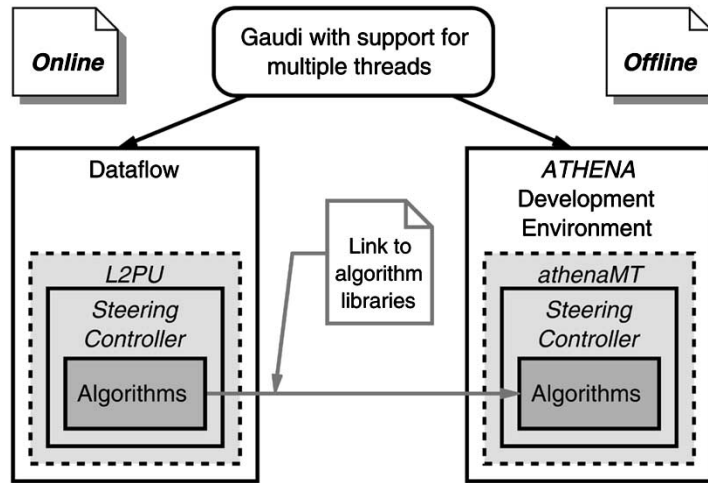 Online
Gaudi with support for
multiple threads
Offline
Dataflow
L2PU
Steering
Controller
Algorithms
Link to
algorithm
libraries
ATHENA
Development
Environment
athenaMT
Steering
Controller
Algorithms